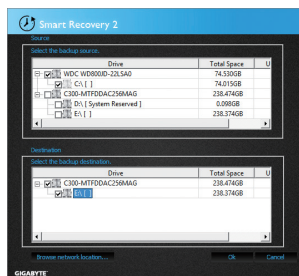 Smart Recovery 2
Source
Select the backup source.
Drive Total Space U
WDC WD800JD-22LSA0 74.530GB
C:\ [ ] 74.015GB
C300-MTFDDAC256MAG 238.474GB
D:\ [ System Reserved ] 0.098GB
E:\ [ ] 238.374GB
Destination
Select the backup destination.
Drive Total Space U
C300-MTFDDAC256MAG 238.474GB
E:\ [ ] 238.374GB
Browse network location... Ok Cancel
GIGABYTE